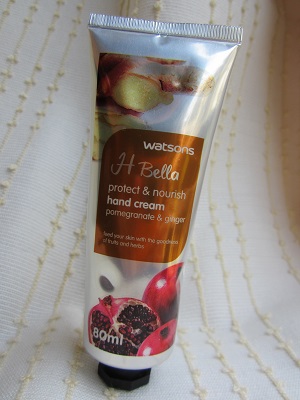 watsons
H Bella
protect & nourish
hand cream
pomegranate & ginger
feed your skin with the goodness
of fruits and herbs
80ml